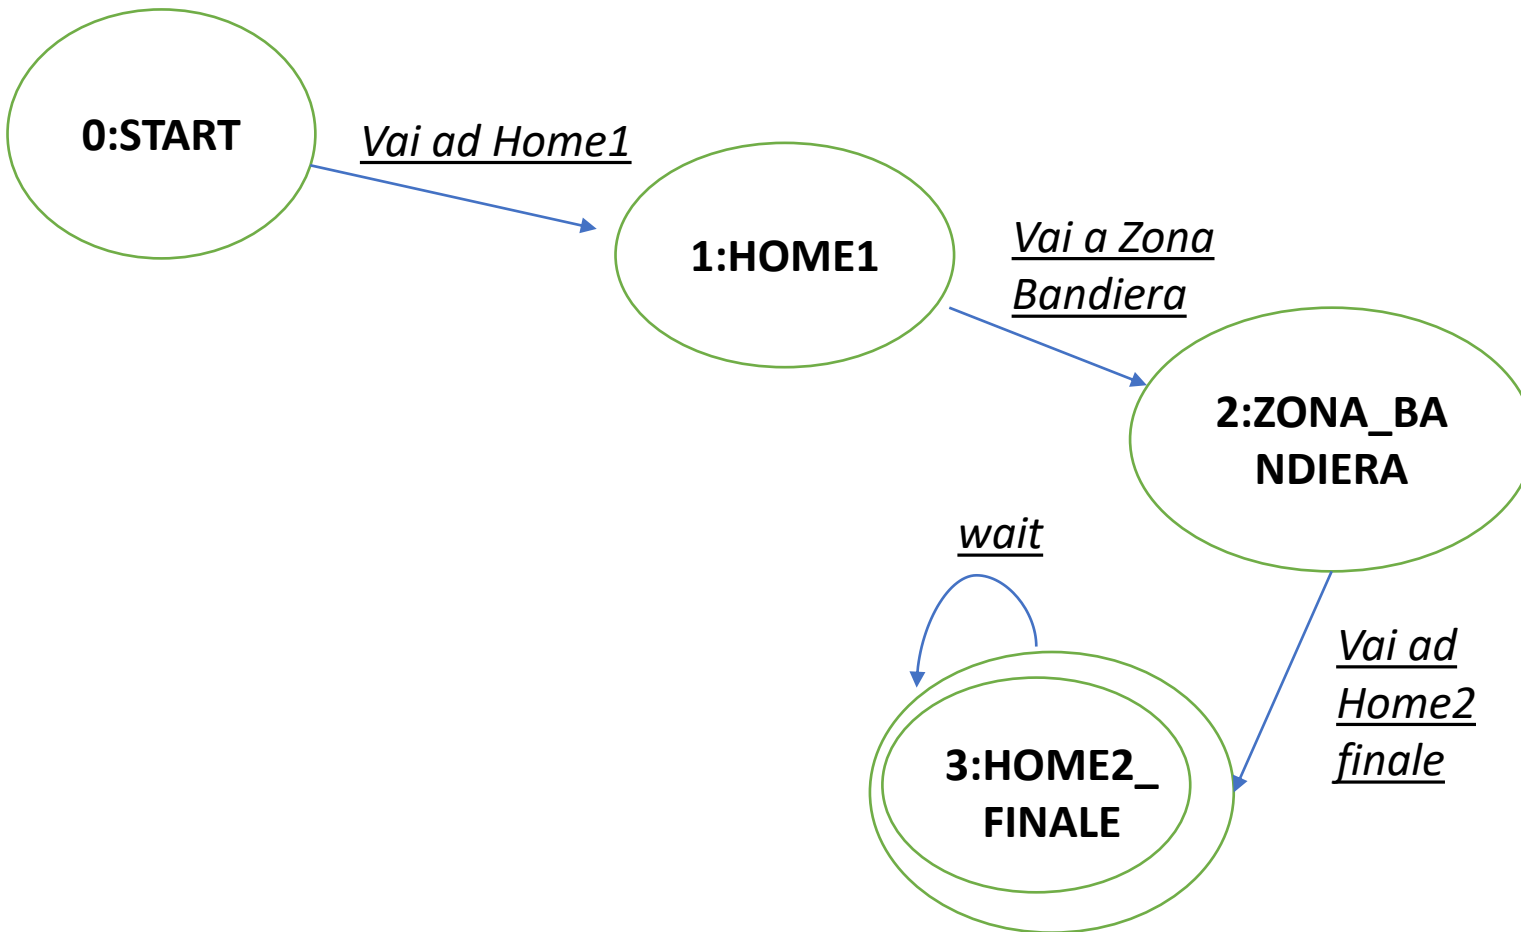 0:START
Vai ad Home1
1:HOME1
Vai a Zona
Bandiera
2:ZONA_BA
NDIERA
wait
Vai ad
Home2
finale
3:HOME2_
FINALE